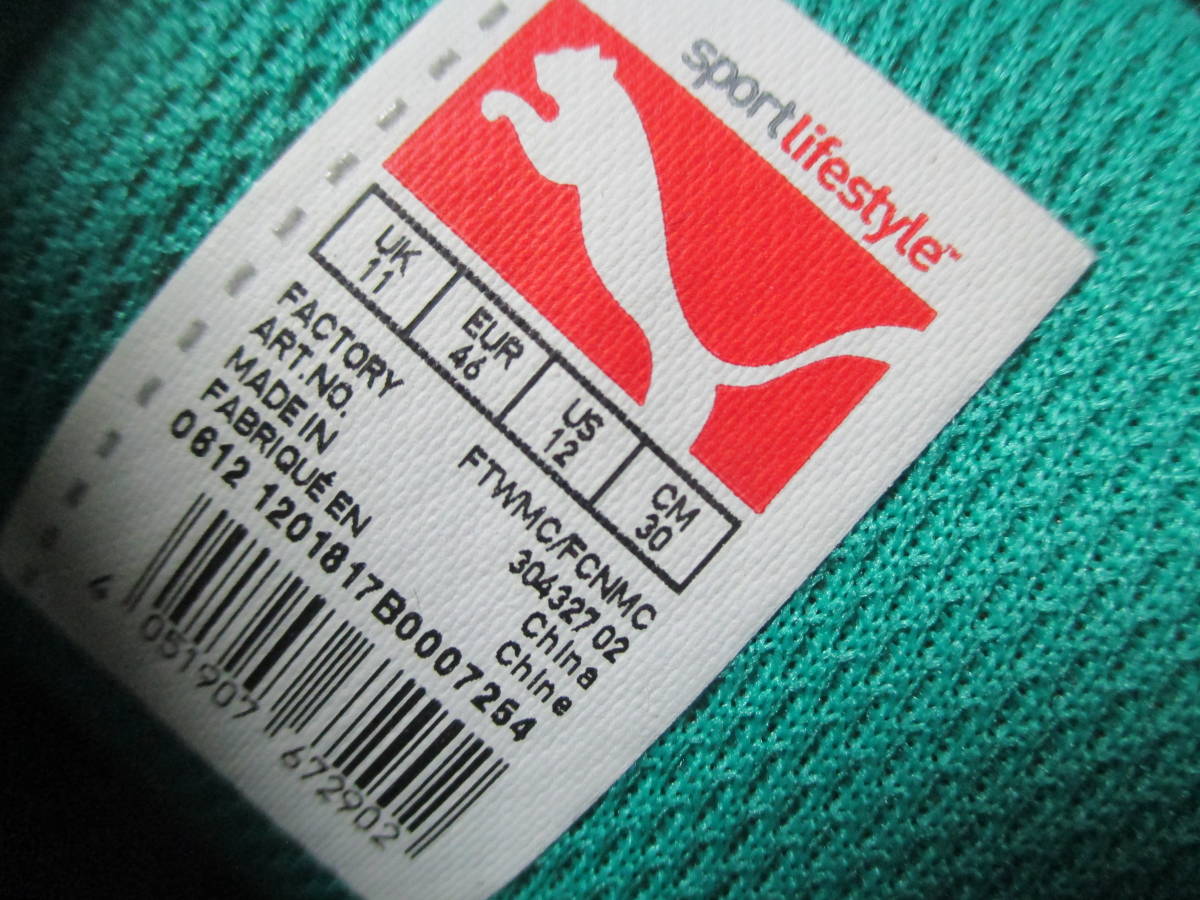 sportlifestyle™
UK EUR US CM
11 46 12 30
FACTORY FTWMC/FCNMC
ART.NO. 304327 02
MADE IN China
FABRIQUÉ EN Chine
0612 1201817B0007254
4 051907 672902